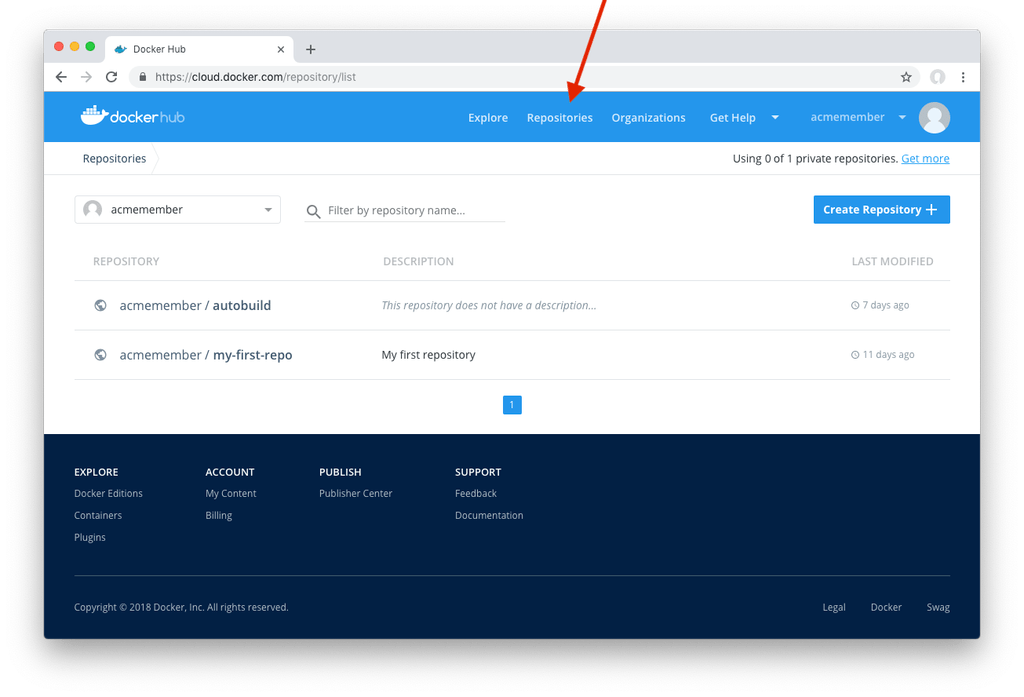 Docker Hub
https://cloud.docker.com/repository/list
dockerhub Explore Repositories Organizations Get Help acmemember
Repositories Using 0 of 1 private repositories. Get more
acmemember Filter by repository name... Create Repository
REPOSITORY DESCRIPTION LAST MODIFIED
acmemember / autobuild This repository does not have a description... 7 days ago
acmemember / my-first-repo My first repository 11 days ago
1
EXPLORE ACCOUNT PUBLISH SUPPORT
Docker Editions My Content Publisher Center Feedback
Containers Billing Documentation
Plugins
Copyright © 2018 Docker, Inc. All rights reserved. Legal Docker Swag